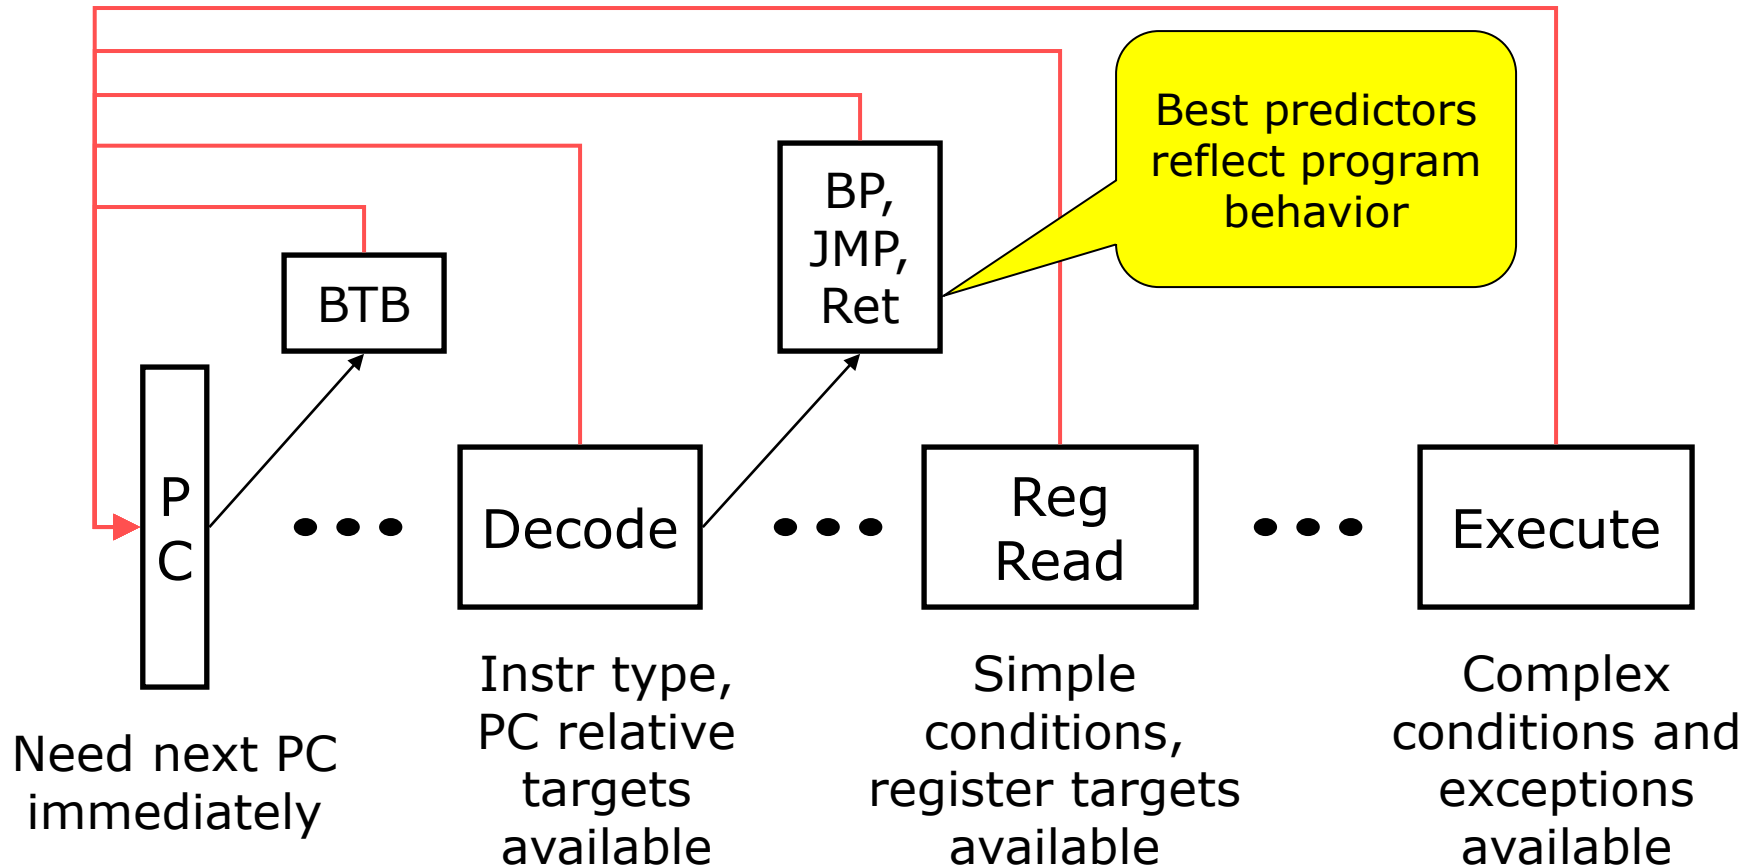 Best predictors
reflect program
behavior
BP,
JMP,
Ret
BTB
P
C
Decode
Reg
Read
Execute
Need next PC
immediately
Instr type,
PC relative
targets
available
Simple
conditions,
register targets
available
Complex
conditions and
exceptions
available